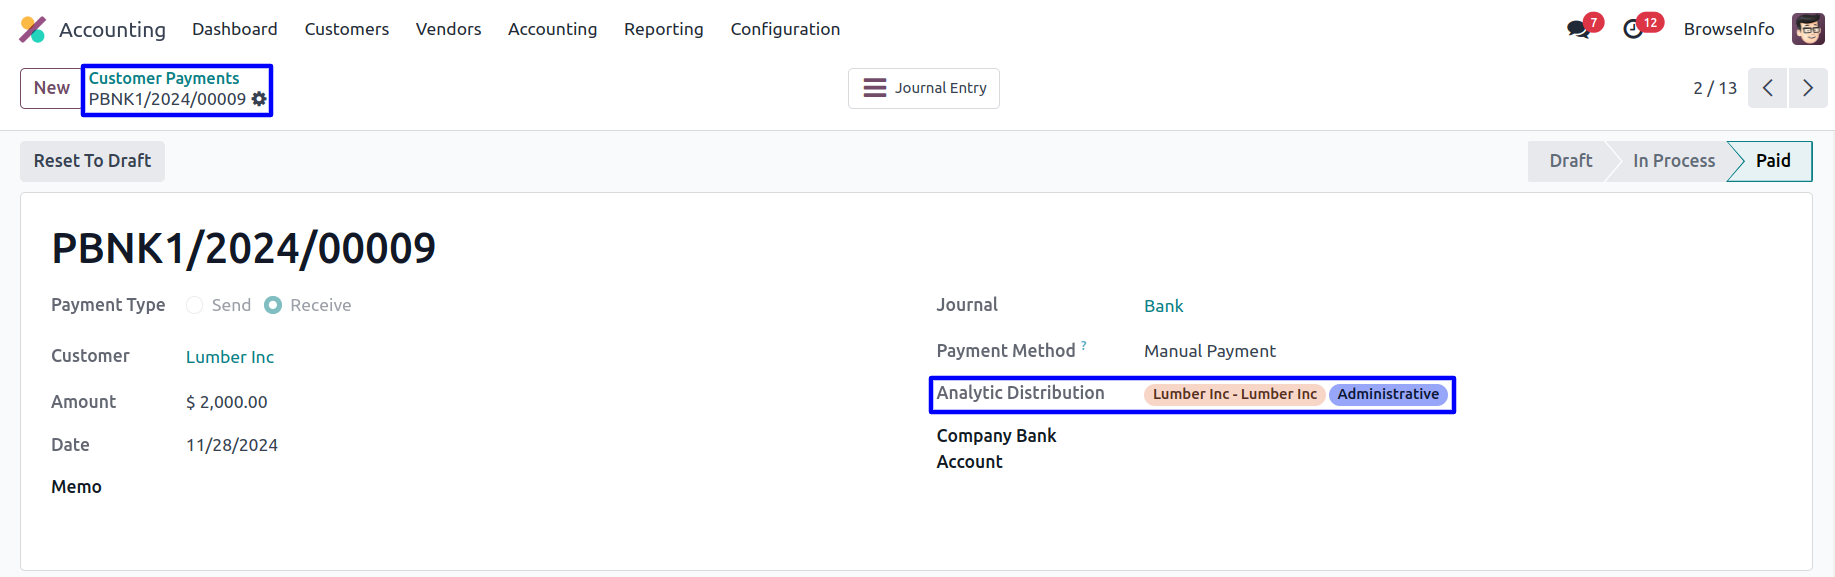 Accounting Dashboard Customers Vendors Accounting Reporting Configuration 7 12 BrowseInfo
New Customer Payments
PBNK1/2024/00009
Journal Entry
2 / 13
Reset To Draft
Draft In Process Paid
PBNK1/2024/00009
Payment Type Send Receive
Customer Lumber Inc
Amount $ 2,000.00
Date 11/28/2024
Memo
Journal Bank
Payment Method ? Manual Payment
Analytic Distribution Lumber Inc - Lumber Inc Administrative
Company Bank
Account